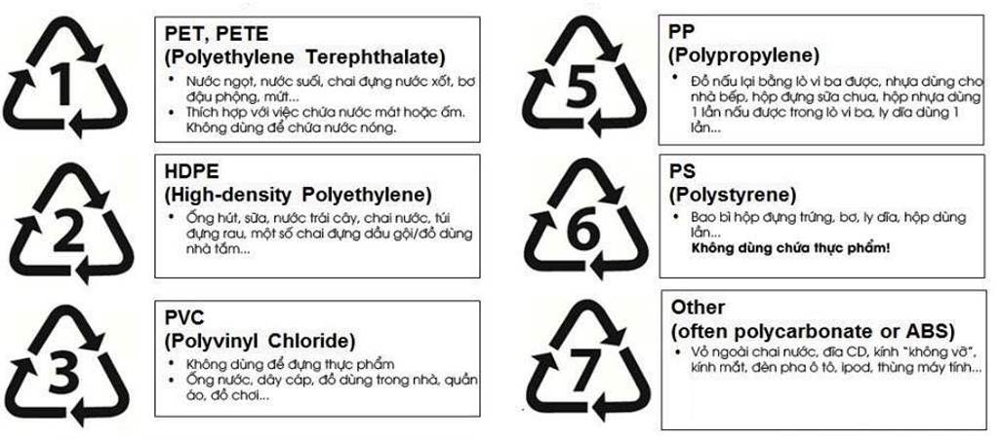 1
PET, PETE
(Polyethylene Terephthalate)
• Nước ngọt, nước suối, chai đựng nước xốt, bơ
đậu phộng, mứt...
• Thích hợp với việc chứa nước mát hoặc ấm.
Không dùng để chứa nước nóng.
2
HDPE
(High-density Polyethylene)
• Ống hút, sữa, nước trái cây, chai nước, túi
đựng rau, một số chai đựng dầu gội/đồ dùng
nhà tắm...
3
PVC
(Polyvinyl Chloride)
• Không dùng để đựng thực phẩm
• Ống nước, dây cáp, đồ dùng trong nhà, quần
áo, đồ chơi...
5
PP
(Polypropylene)
• Đồ nấu lại bằng lò vi ba được, nhựa dùng cho
nhà bếp, hộp đựng sữa chua, hộp nhựa dùng
1 lần nấu được trong lò vi ba, ly dĩa dùng 1
lần...
6
PS
(Polystyrene)
• Bao bì hộp đựng trứng, bơ, ly dĩa, hộp dùng
lần...
Không dùng chứa thực phẩm!
7
Other
(often polycarbonate or ABS)
• Vỏ ngoài chai nước, đĩa CD, kính “không vỡ”,
kính mắt, đèn pha ô tô, ipod, thùng máy tính...